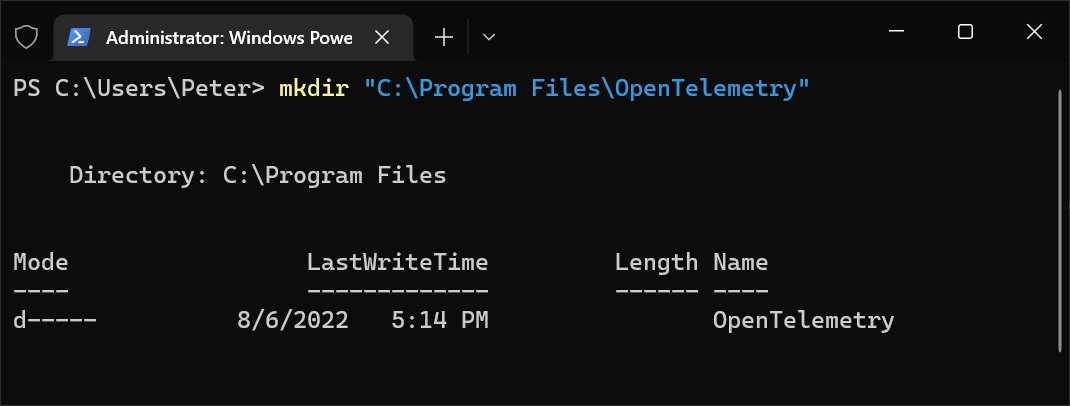 Administrator: Windows Powe
PS C:\Users\Peter> mkdir "C:\Program Files\OpenTelemetry"
Directory: C:\Program Files
Mode LastWriteTime Length Name
---- ------------- ------ ----
d----- 8/6/2022 5:14 PM OpenTelemetry